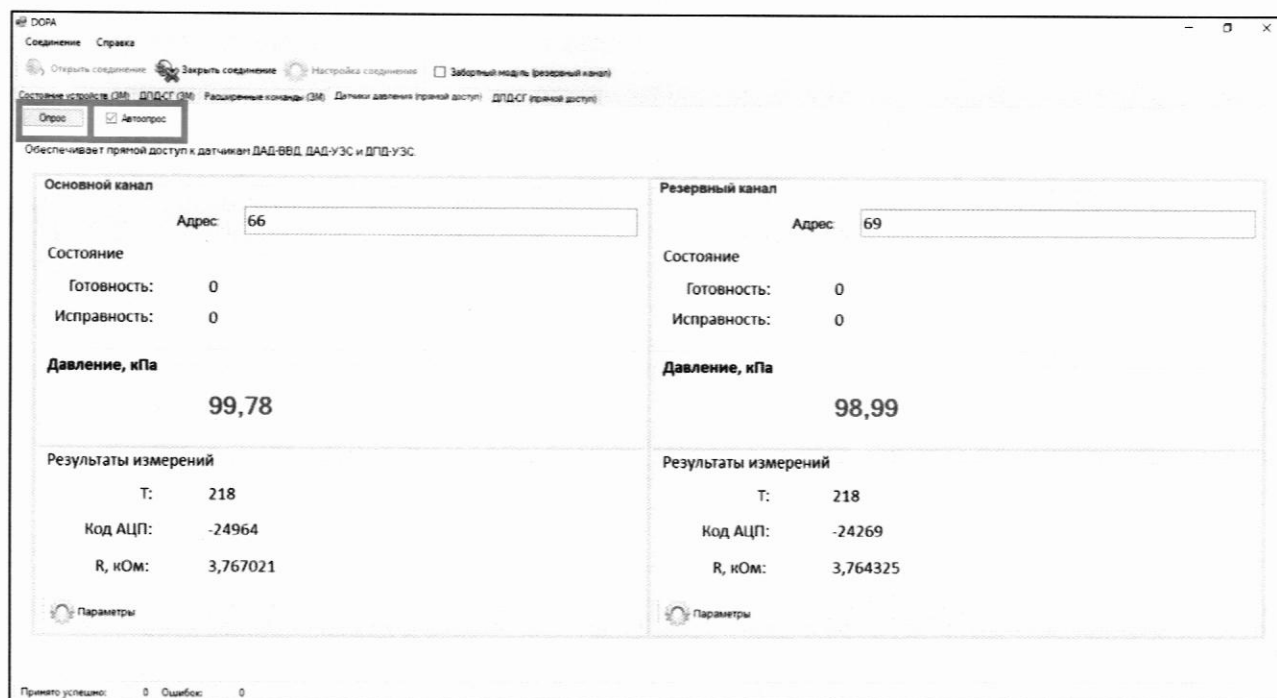 DOPA
Соединение Справка
Открыть соединение Закрыть соединение Настройка соединения Забортный модуль (резервный канал)
Состояние устройств (ЗМ) ДПД-СГ (ЗМ) Расширенные команды (ЗМ) Датчики давления (прямой доступ) ДПД-СГ (прямой доступ)
Опрос Автоопрос
Обеспечивает прямой доступ к датчикам ДАД-ВВД, ДАД-УЗС и ДПД-УЗС.
Основной канал Резервный канал
Адрес: 66 Адрес: 69
Состояние Состояние
Готовность: 0 Готовность: 0
Исправность: 0 Исправность: 0
Давление, кПа Давление, кПа
99,78 98,99
Результаты измерений Результаты измерений
Т: 218 Т: 218
Код АЦП: -24964 Код АЦП: -24269
R, кОм: 3,767021 R, кОм: 3,764325
Параметры Параметры
Принято успешно: 0 Ошибок: 0